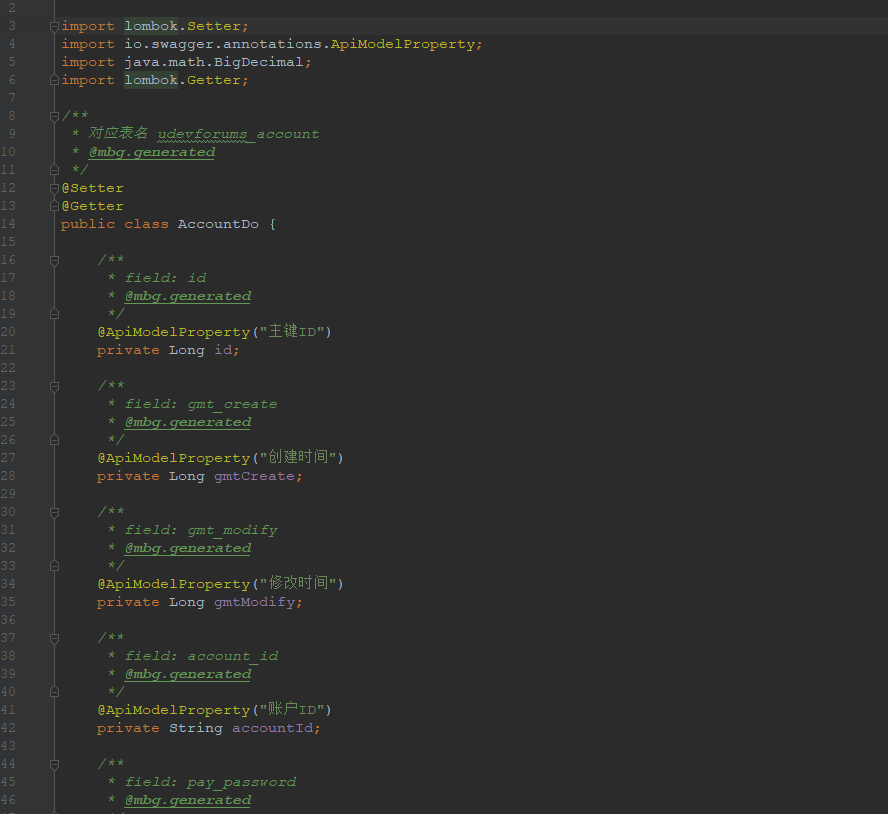 2
3 import lombok.Setter;
4 import io.swagger.annotations.ApiModelProperty;
5 import java.math.BigDecimal;
6 import lombok.Getter;
7
8 /**
9  * 对应表名 udevforums_account
10  * @mbg.generated
11  */
12 @Setter
13 @Getter
14 public class AccountDo {
15
16     /**
17      * field: id
18      * @mbg.generated
19      */
20     @ApiModelProperty("主键ID")
21     private Long id;
22
23     /**
24      * field: gmt_create
25      * @mbg.generated
26      */
27     @ApiModelProperty("创建时间")
28     private Long gmtCreate;
29
30     /**
31      * field: gmt_modify
32      * @mbg.generated
33      */
34     @ApiModelProperty("修改时间")
35     private Long gmtModify;
36
37     /**
38      * field: account_id
39      * @mbg.generated
40      */
41     @ApiModelProperty("账户ID")
42     private String accountId;
43
44     /**
45      * field: pay_password
46      * @mbg.generated